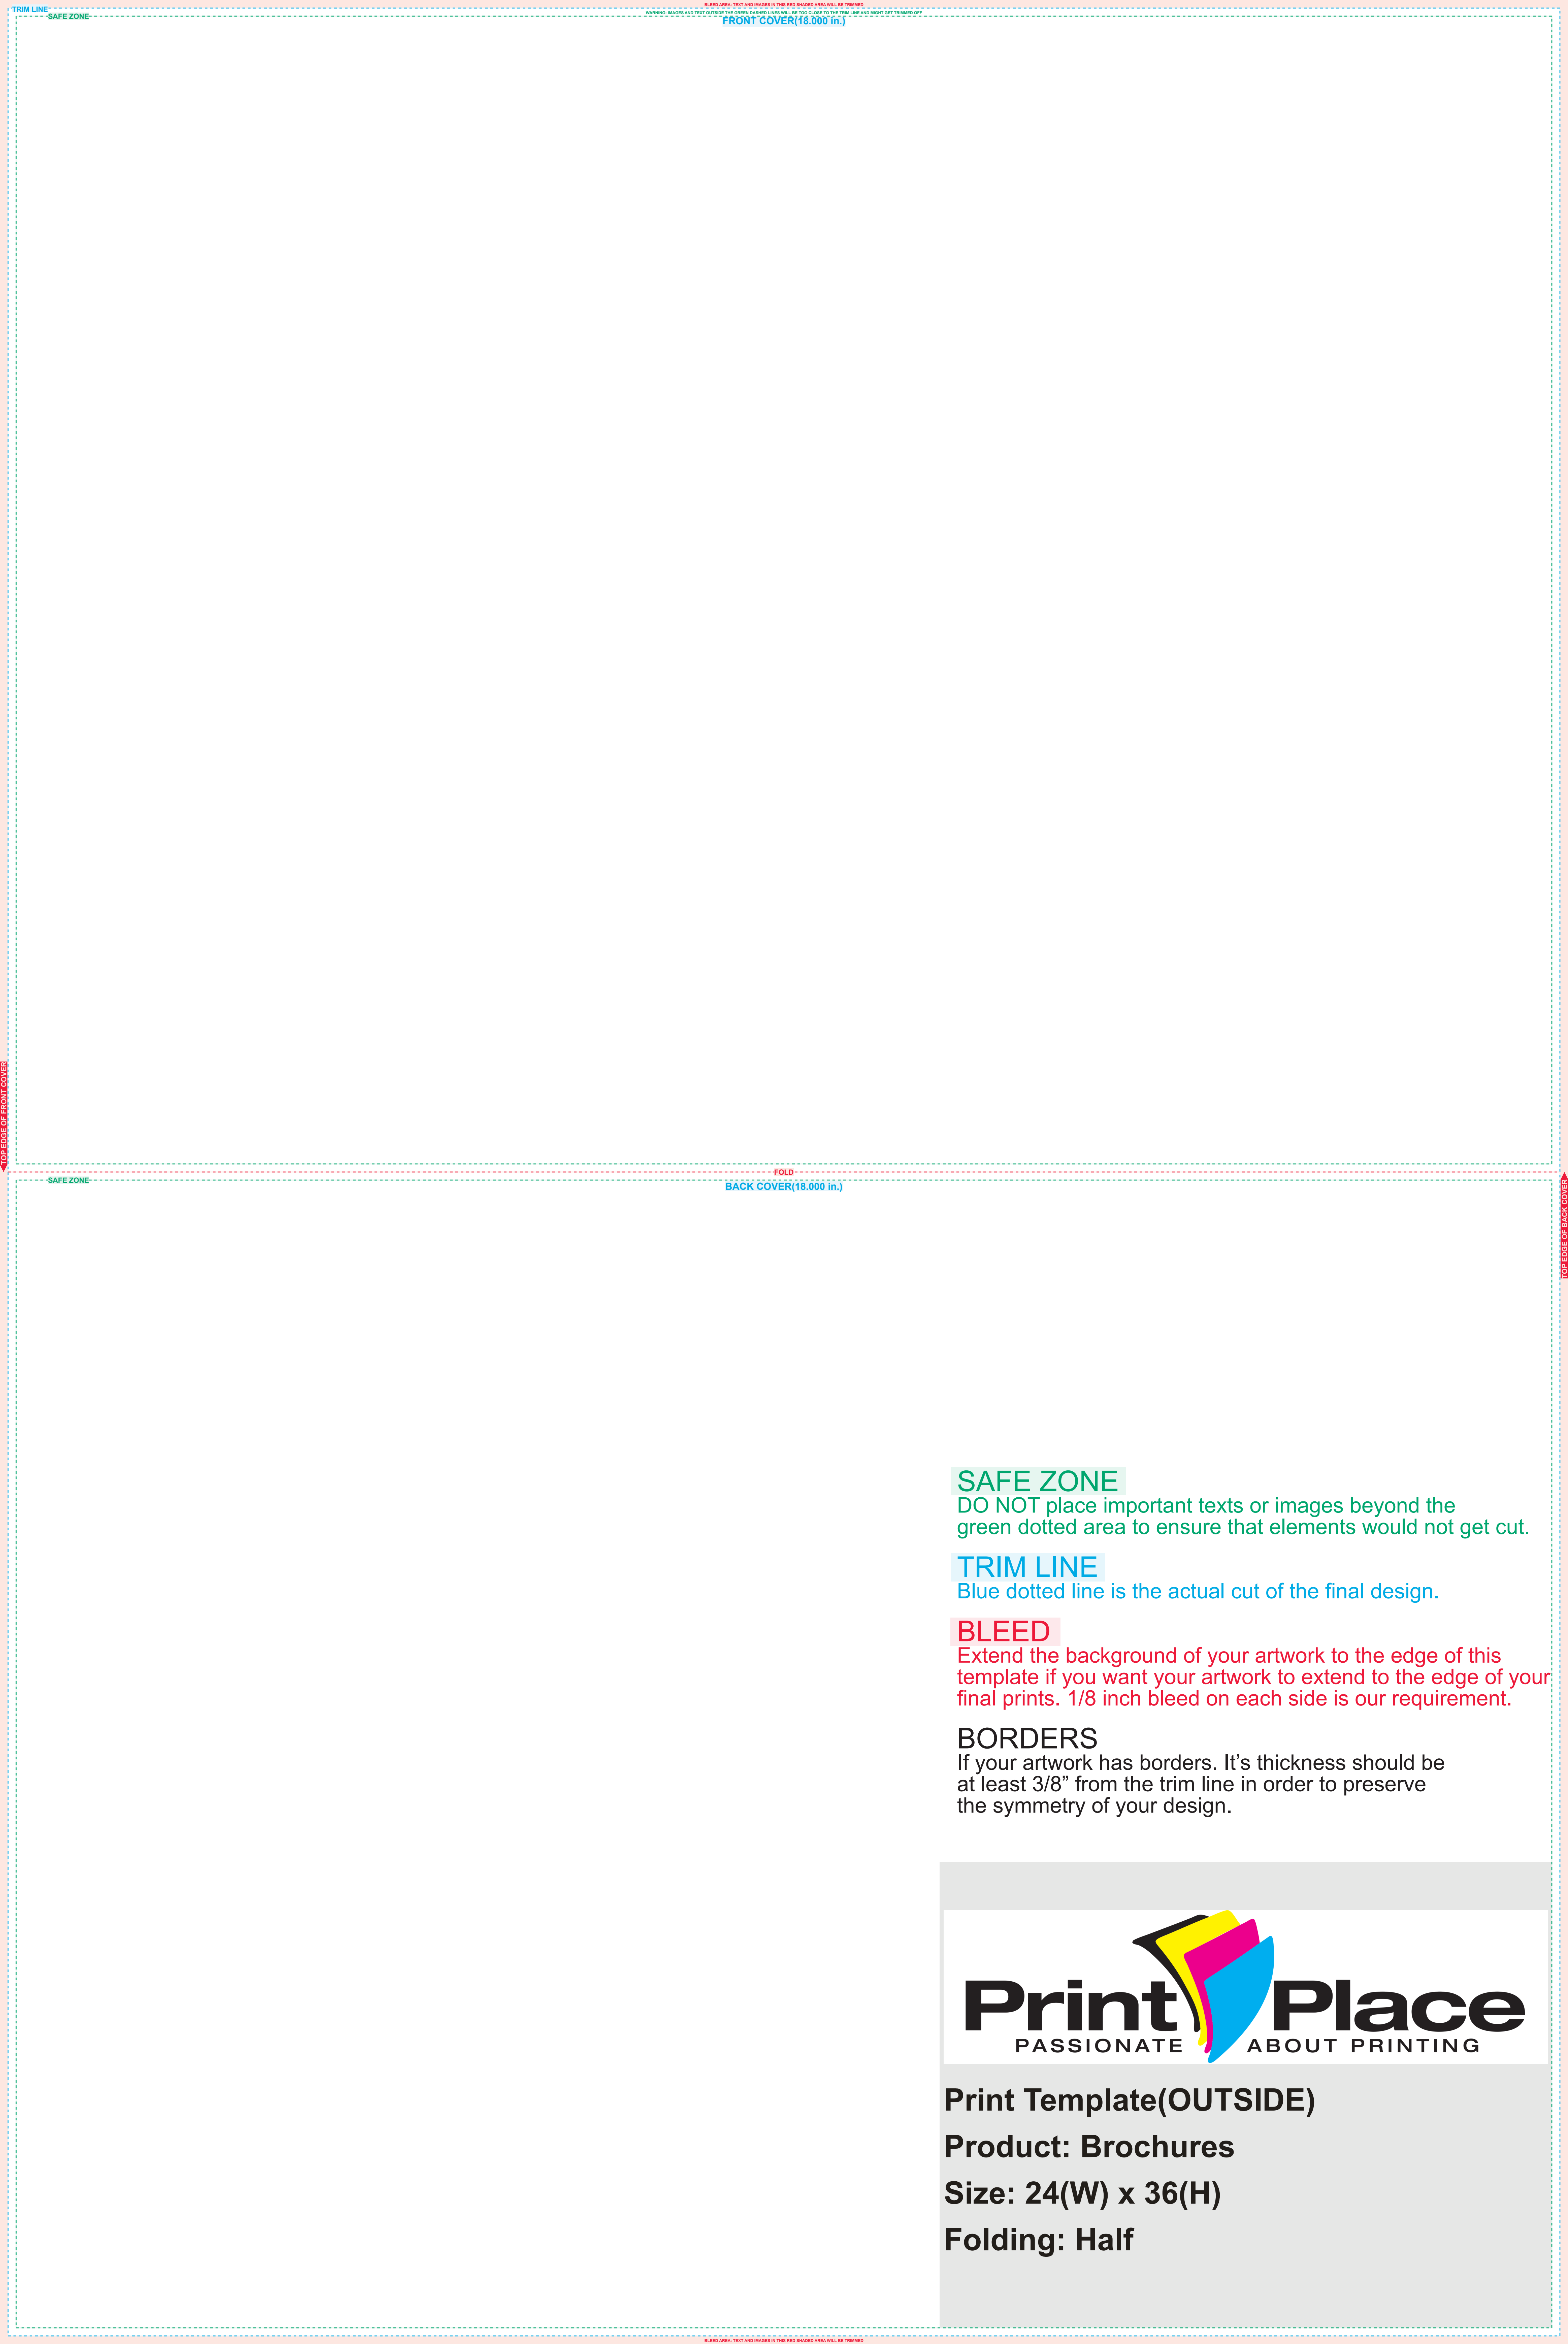 BLEED AREA: TEXT AND IMAGES IN THIS RED SHADED AREA WILL BE TRIMMED
TRIM LINE
WARNING: IMAGES AND TEXT OUTSIDE THE GREEN DASHED LINES WILL BE TOO CLOSE TO THE TRIM LINE AND MIGHT GET TRIMMED OFF
SAFE ZONE
FRONT COVER(18.000 in.)
TOP EDGE OF FRONT COVER
FOLD
SAFE ZONE
BACK COVER(18.000 in.)
TOP EDGE OF BACK COVER
SAFE ZONE
DO NOT place important texts or images beyond the
green dotted area to ensure that elements would not get cut.
TRIM LINE
Blue dotted line is the actual cut of the final design.
BLEED
Extend the background of your artwork to the edge of this
template if you want your artwork to extend to the edge of your
final prints. 1/8 inch bleed on each side is our requirement.
BORDERS
If your artwork has borders. It’s thickness should be
at least 3/8” from the trim line in order to preserve
the symmetry of your design.
Print Place
PASSIONATE ABOUT PRINTING
Print Template(OUTSIDE)
Product: Brochures
Size: 24(W) x 36(H)
Folding: Half
BLEED AREA: TEXT AND IMAGES IN THIS RED SHADED AREA WILL BE TRIMMED